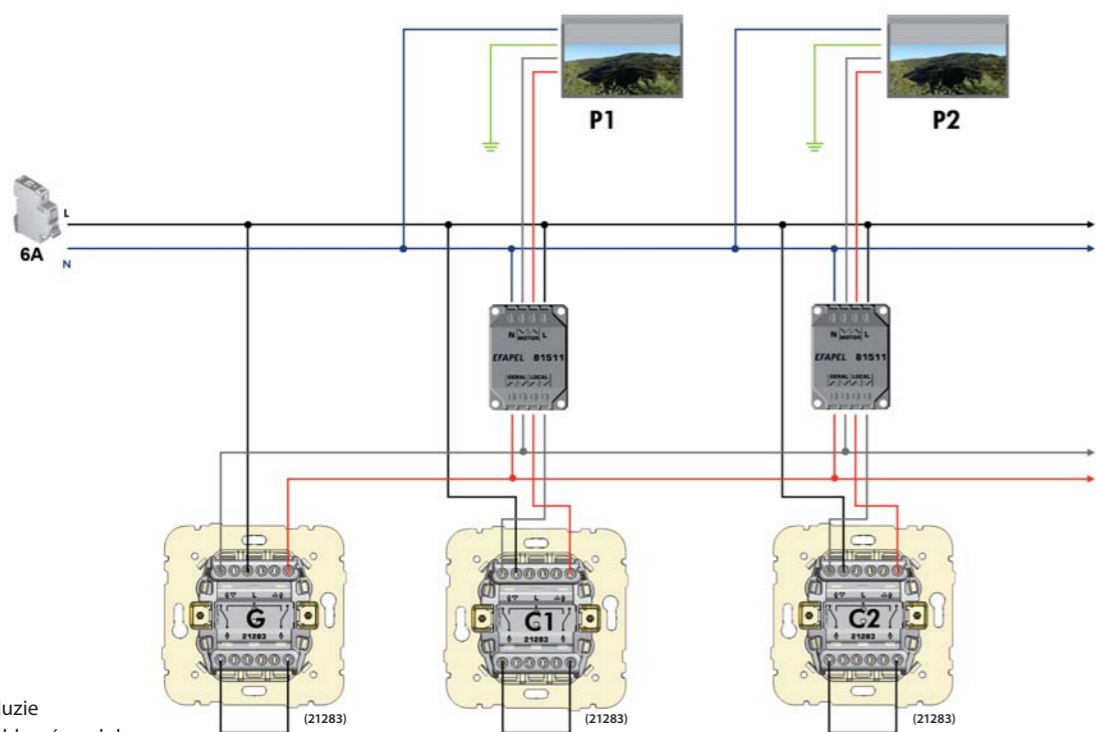 P1
P2
L
6A
N
N MOTOR L
EFAPEL 81511
GERAL LOCAL
N MOTOR L
EFAPEL 81511
GERAL LOCAL
L
G
21283
L
C1
21283
L
C2
21283
(21283)
(21283)
(21283)
luzie